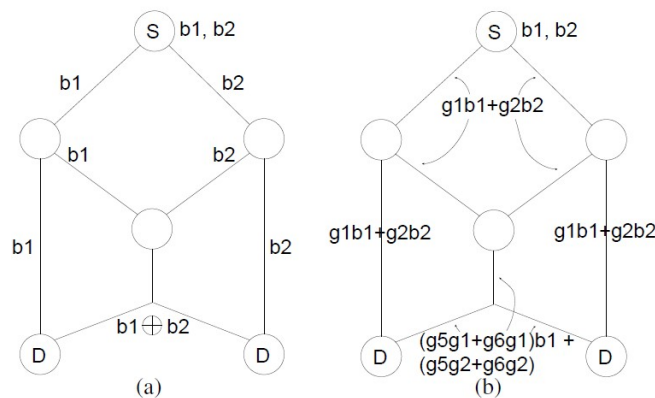 S
b1, b2
b1
b2
b1
b2
b1
b2
b1 ⊕ b2
D
D
(a)
S
b1, b2
g1b1+g2b2
g1b1+g2b2
g1b1+g2b2
D
(g5g1+g6g1)b1 +
(g5g2+g6g2)
D
(b)